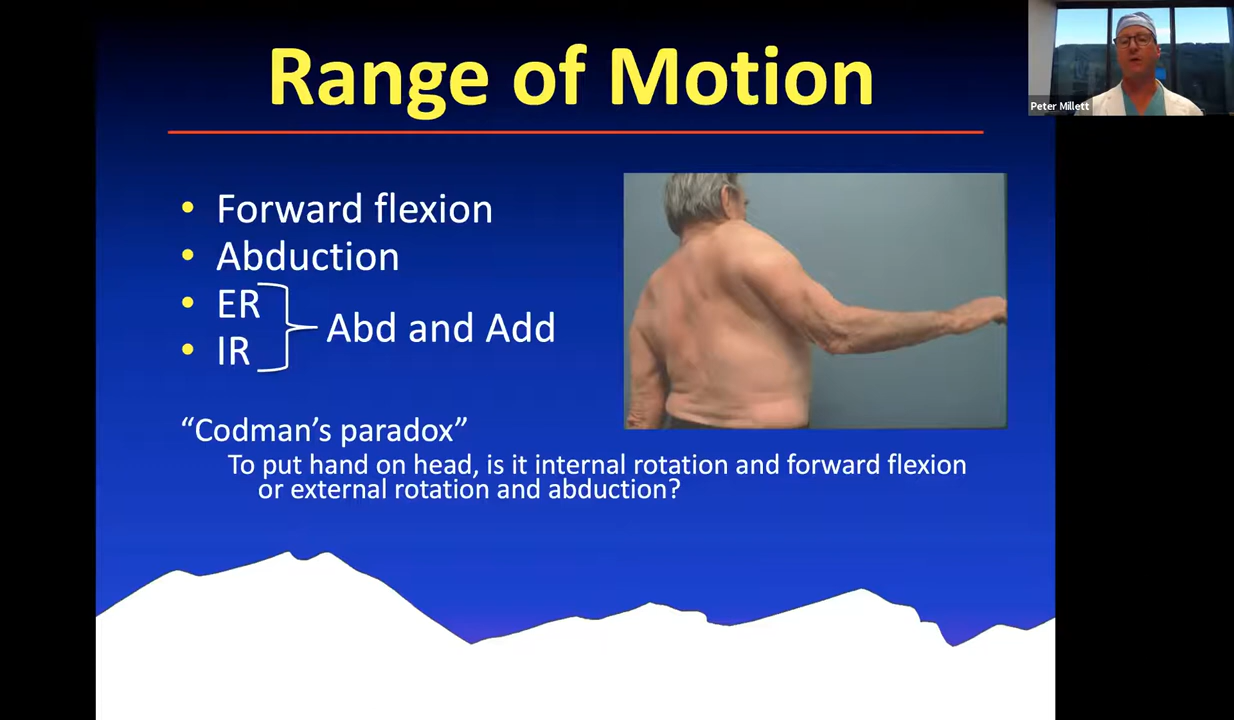 Range of Motion
Peter Millett
• Forward flexion
• Abduction
• ER
• IR
Abd and Add
“Codman’s paradox”
To put hand on head, is it internal rotation and forward flexion
or external rotation and abduction?